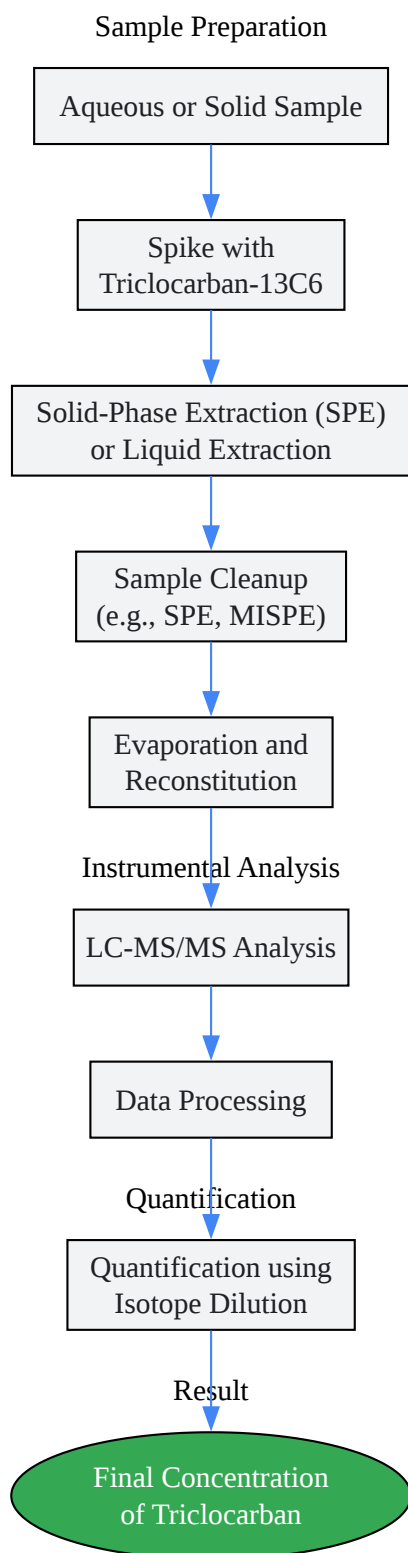 Sample Preparation
Aqueous or Solid Sample
Spike with
Triclocarban-13C6
Solid-Phase Extraction (SPE)
or Liquid Extraction
Sample Cleanup
(e.g., SPE, MISPE)
Evaporation and
Reconstitution
Instrumental Analysis
LC-MS/MS Analysis
Data Processing
Quantification
Quantification using
Isotope Dilution
Result
Final Concentration
of Triclocarban